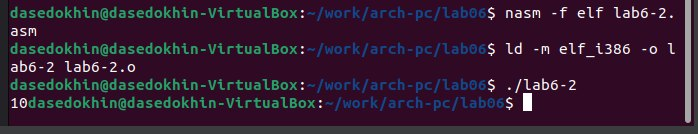 dasedokhin@dasedokhin-VirtualBox:~/work/arch-pc/lab06$ nasm -f elf lab6-2.
asm
dasedokhin@dasedokhin-VirtualBox:~/work/arch-pc/lab06$ ld -m elf_i386 -o l
ab6-2 lab6-2.o
dasedokhin@dasedokhin-VirtualBox:~/work/arch-pc/lab06$ ./lab6-2
10dasedokhin@dasedokhin-VirtualBox:~/work/arch-pc/lab06$